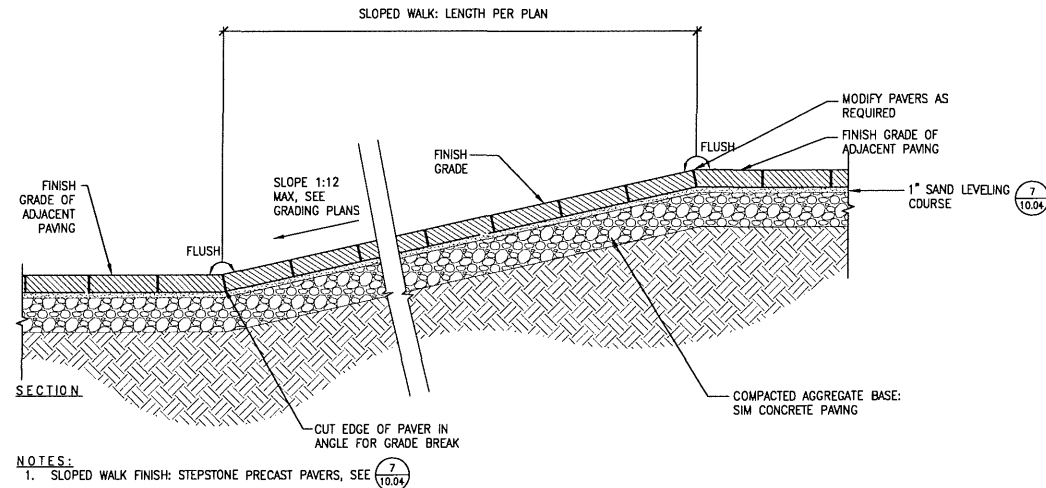 SLOPED WALK: LENGTH PER PLAN
MODIFY PAVERS AS
REQUIRED
FLUSH
FINISH GRADE OF
ADJACENT PAVING
FINISH
GRADE
FINISH
GRADE OF
ADJACENT
PAVING
SLOPE 1:12
MAX, SEE
GRADING PLANS
1" SAND LEVELING
COURSE
7
10.04
FLUSH
SECTION
COMPACTED AGGREGATE BASE:
SIM CONCRETE PAVING
CUT EDGE OF PAVER IN
ANGLE FOR GRADE BREAK
NOTES:
1. SLOPED WALK FINISH: STEPSTONE PRECAST PAVERS, SEE
7
10.04